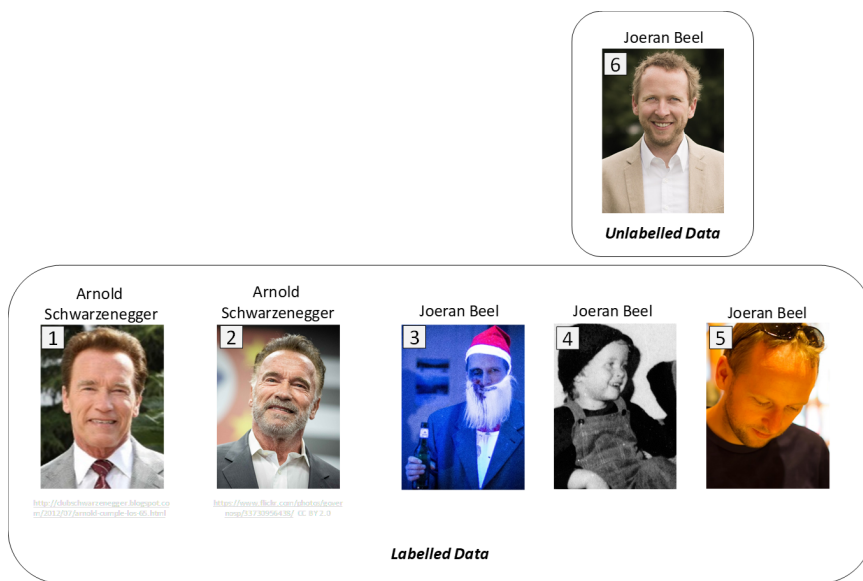 Joeran Beel
6
Unlabelled Data
Arnold
Schwarzenegger
Arnold
Schwarzenegger
Joeran Beel
Joeran Beel
Joeran Beel
1
2
3
4
5
Labelled Data